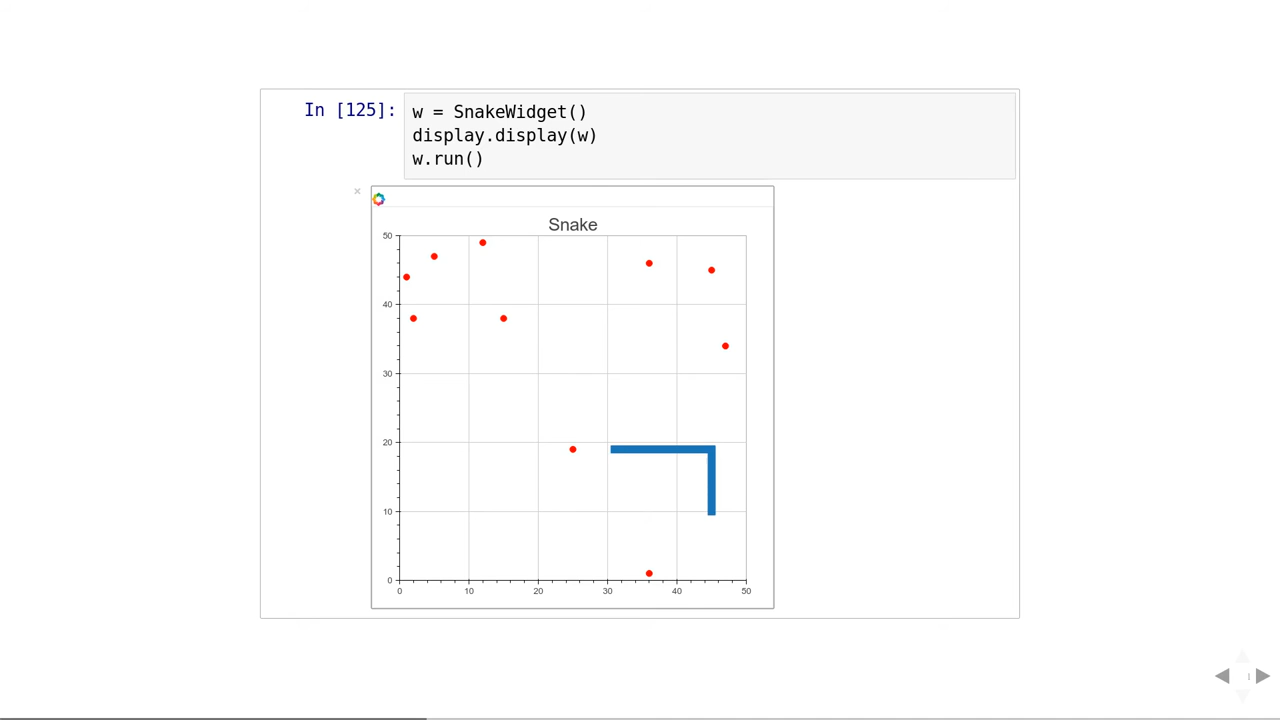 In [125]:
w = SnakeWidget()
display.display(w)
w.run()
×
Snake
50
40
30
20
10
0
0 10 20 30 40 50